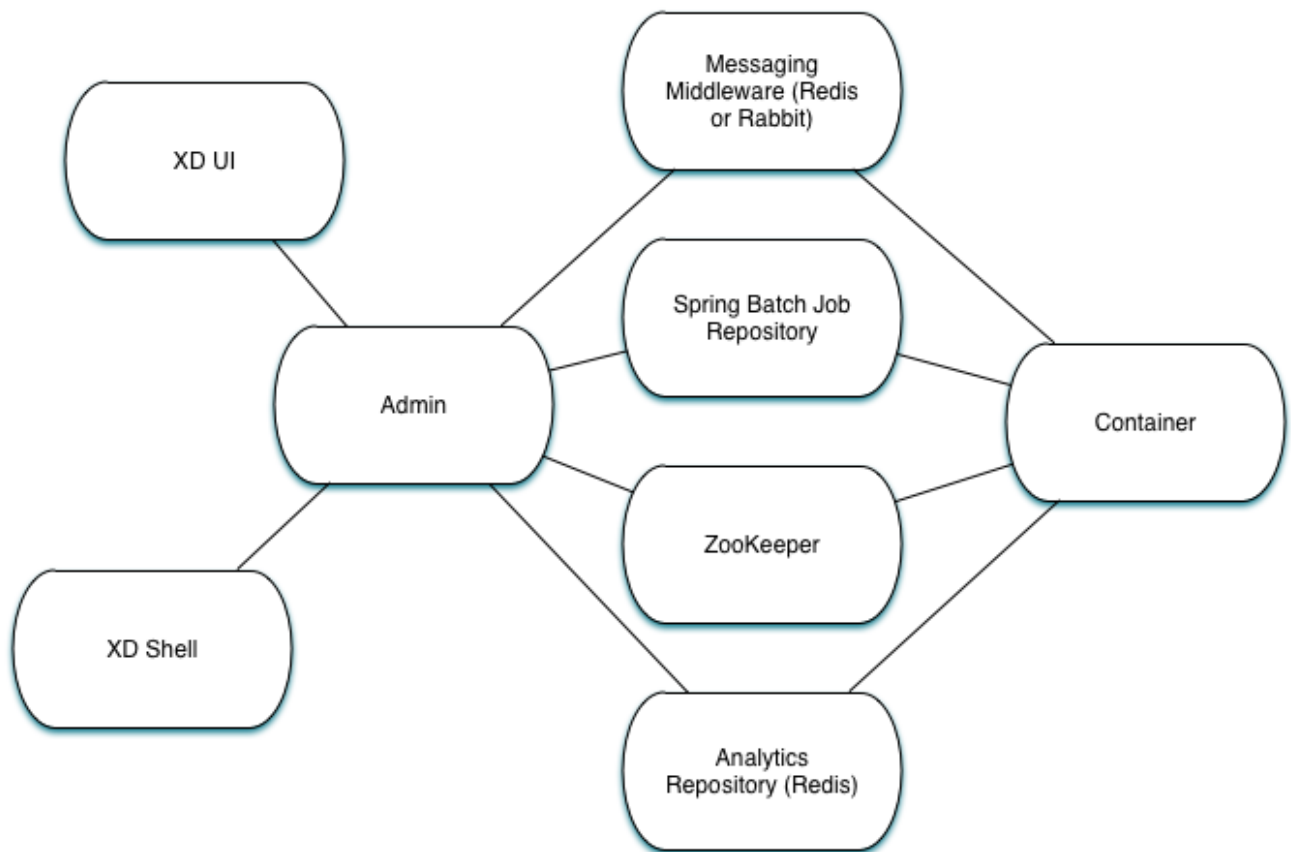 Messaging
Middleware (Redis
or Rabbit)
XD UI
Spring Batch Job
Repository
Admin
Container
ZooKeeper
XD Shell
Analytics
Repository (Redis)